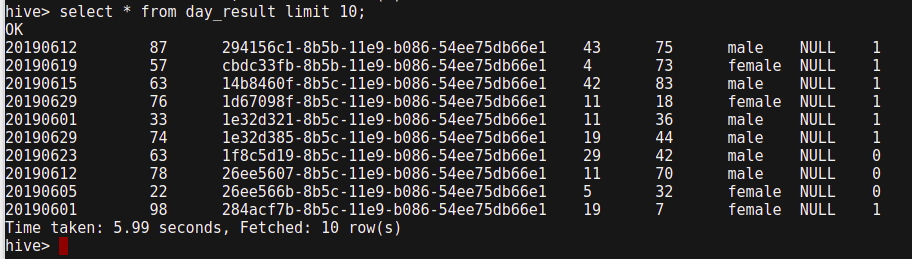 hive> select * from day_result limit 10;
OK
20190612 87 294156c1-8b5b-11e9-b086-54ee75db66e1 43 75 male NULL 1
20190619 57 cbdc33fb-8b5b-11e9-b086-54ee75db66e1 4 73 female NULL 1
20190615 63 14b8460f-8b5c-11e9-b086-54ee75db66e1 42 83 male NULL 1
20190629 76 1d67098f-8b5c-11e9-b086-54ee75db66e1 11 18 female NULL 1
20190601 33 1e32d321-8b5c-11e9-b086-54ee75db66e1 11 36 male NULL 1
20190629 74 1e32d385-8b5c-11e9-b086-54ee75db66e1 19 44 male NULL 1
20190623 63 1f8c5d19-8b5c-11e9-b086-54ee75db66e1 29 42 male NULL 0
20190612 78 26ee5607-8b5c-11e9-b086-54ee75db66e1 11 70 male NULL 0
20190605 22 26ee566b-8b5c-11e9-b086-54ee75db66e1 5 32 female NULL 0
20190601 98 284acf7b-8b5c-11e9-b086-54ee75db66e1 19 7 female NULL 1
Time taken: 5.99 seconds, Fetched: 10 row(s)
hive>